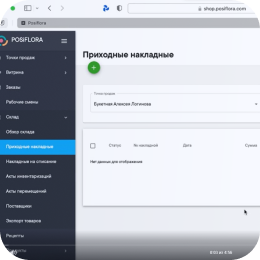 shop.posiflora.com
Posiflora
POSIFLORA
Точки продаж
Витрина
Заказы
Рабочие смены
Склад
Обзор склада
Приходные накладные
Накладные на списание
Акты инвентаризаций
Акты перемещений
Поставщики
Экспорт товаров
Рецепты
Приходные накладные
+
Точки продаж
Букетная Алексея Логинова
Статус № накладной Дата Сумма
Нет данных для отображения